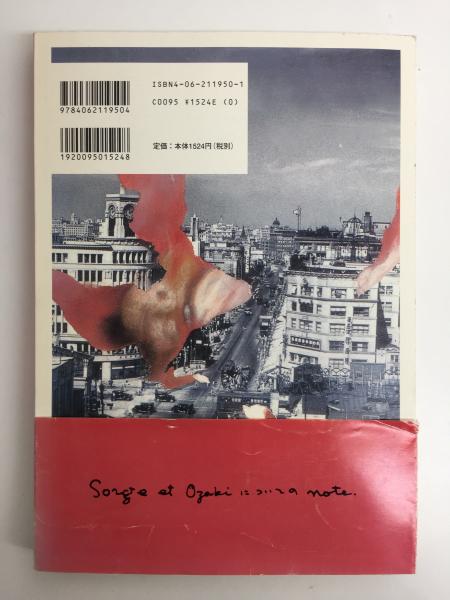 ISBN4-06-211950-1
C0095 ¥1524E (0)
定価：本体1524円（税別）
9784062119504
1920095015248
Sorge et Ozaki についての note.